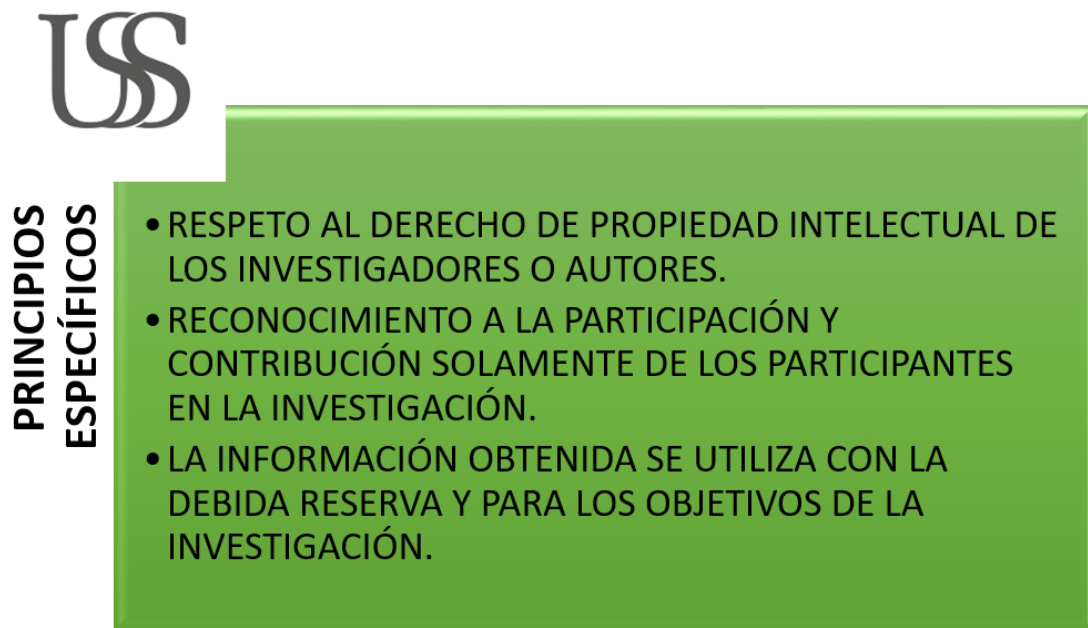 USS
PRINCIPIOS
ESPECÍFICOS
• RESPETO AL DERECHO DE PROPIEDAD INTELECTUAL DE
LOS INVESTIGADORES O AUTORES.
• RECONOCIMIENTO A LA PARTICIPACIÓN Y
CONTRIBUCIÓN SOLAMENTE DE LOS PARTICIPANTES
EN LA INVESTIGACIÓN.
• LA INFORMACIÓN OBTENIDA SE UTILIZA CON LA
DEBIDA RESERVA Y PARA LOS OBJETIVOS DE LA
INVESTIGACIÓN.